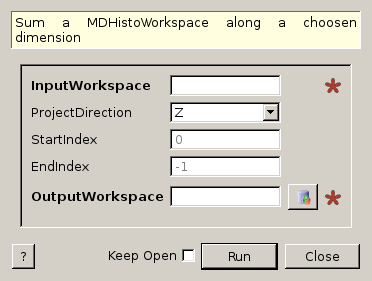 Sum a MDHistoWorkspace along a choosen
dimension
InputWorkspace
ProjectDirection Z
StartIndex 0
EndIndex -1
OutputWorkspace
? Keep Open Run Close